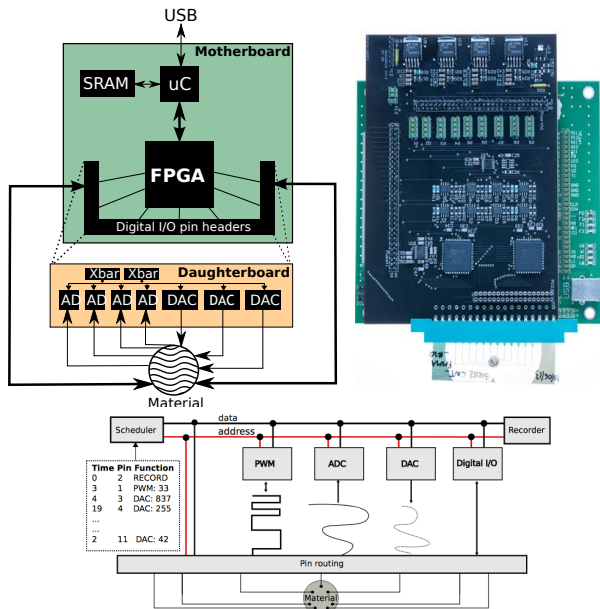 USB
Motherboard
SRAM
uC
FPGA
Digital I/O pin headers
Xbar Xbar
Daughterboard
AD AD AD AD DAC DAC DAC
Material
USB
data
address
Scheduler
Recorder
PWM
ADC
DAC
Digital I/O
Time Pin Function
0 2 RECORD
3 1 PWM: 33
4 3 DAC: 837
19 4 DAC: 255
...
...
2 11 DAC: 42
Pin routing
Material